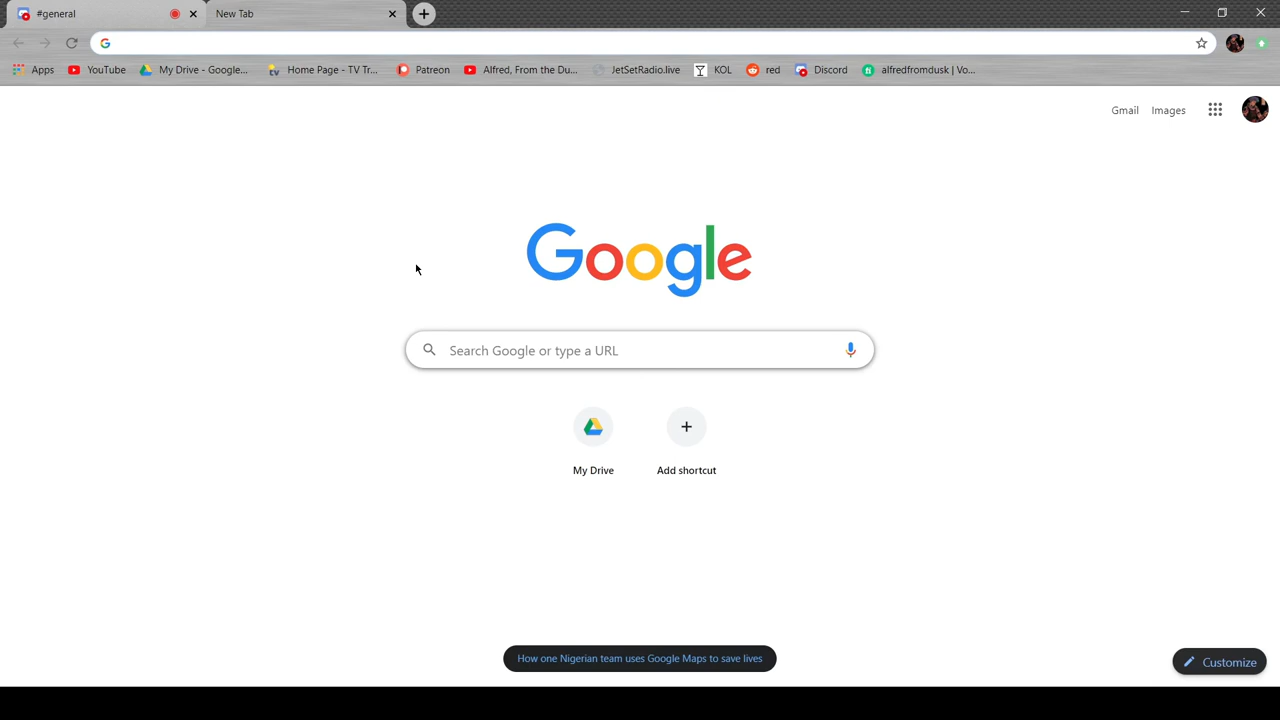 #general
New Tab
Apps
YouTube
My Drive - Google...
Home Page - TV Tr...
Patreon
Alfred, From the Du...
JetSetRadio.live
KOL
red
Discord
alfredfromdusk | Vo...
Gmail
Images
Google
Search Google or type a URL
My Drive
Add shortcut
How one Nigerian team uses Google Maps to save lives
Customize